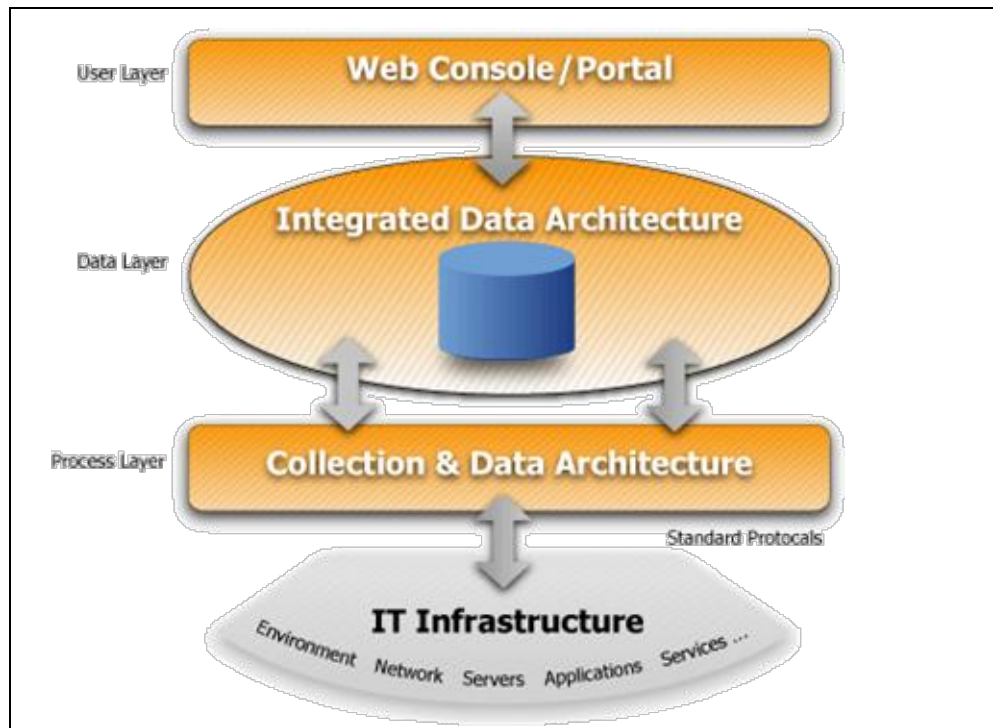 User Layer
Web Console/Portal
Integrated Data Architecture
Data Layer
Process Layer
Collection & Data Architecture
Standard Protocals
IT Infrastructure
Environment Network Servers Applications Services ...